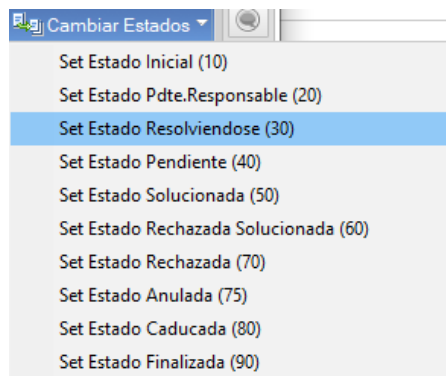 Cambiar Estados
Set Estado Inicial (10)
Set Estado Pdte.Responsable (20)
Set Estado Resolviendose (30)
Set Estado Pendiente (40)
Set Estado Solucionada (50)
Set Estado Rechazada Solucionada (60)
Set Estado Rechazada (70)
Set Estado Anulada (75)
Set Estado Caducada (80)
Set Estado Finalizada (90)